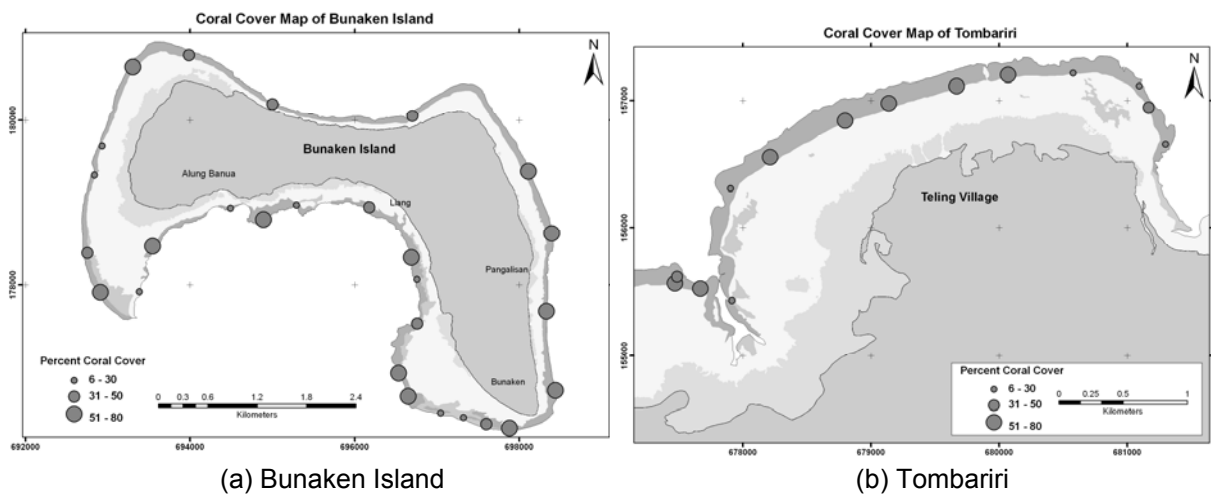 Coral Cover Map of Bunaken Island
N
180000
178000
Bunaken Island
Alung Banua
Liang
Pangalisan
Bunaken
Percent Coral Cover
6 - 30
31 - 50
51 - 80
0 0.3 0.6 1.2 1.8 2.4
Kilometers
692000 694000 696000 698000
(a) Bunaken Island
Coral Cover Map of Tombariri
N
157000
156000
155000
Teling Village
Percent Coral Cover
6 - 30
31 - 50
51 - 80
0 0.25 0.5 1
Kilometers
678000 679000 680000 681000
(b) Tombariri